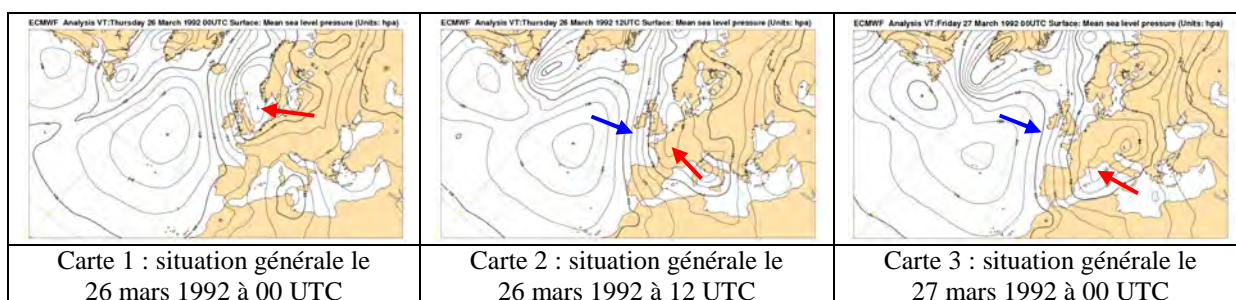 ECMWF Analysis VT:Thursday 26 March 1992 00UTC Surface: Mean sea level pressure (Units: hpa)
ECMWF Analysis VT:Thursday 26 March 1992 12UTC Surface: Mean sea level pressure (Units: hpa)
ECMWF Analysis VT:Friday 27 March 1992 00UTC Surface: Mean sea level pressure (Units: hpa)
Carte 1 : situation générale le
26 mars 1992 à 00 UTC
Carte 2 : situation générale le
26 mars 1992 à 12 UTC
Carte 3 : situation générale le
27 mars 1992 à 00 UTC